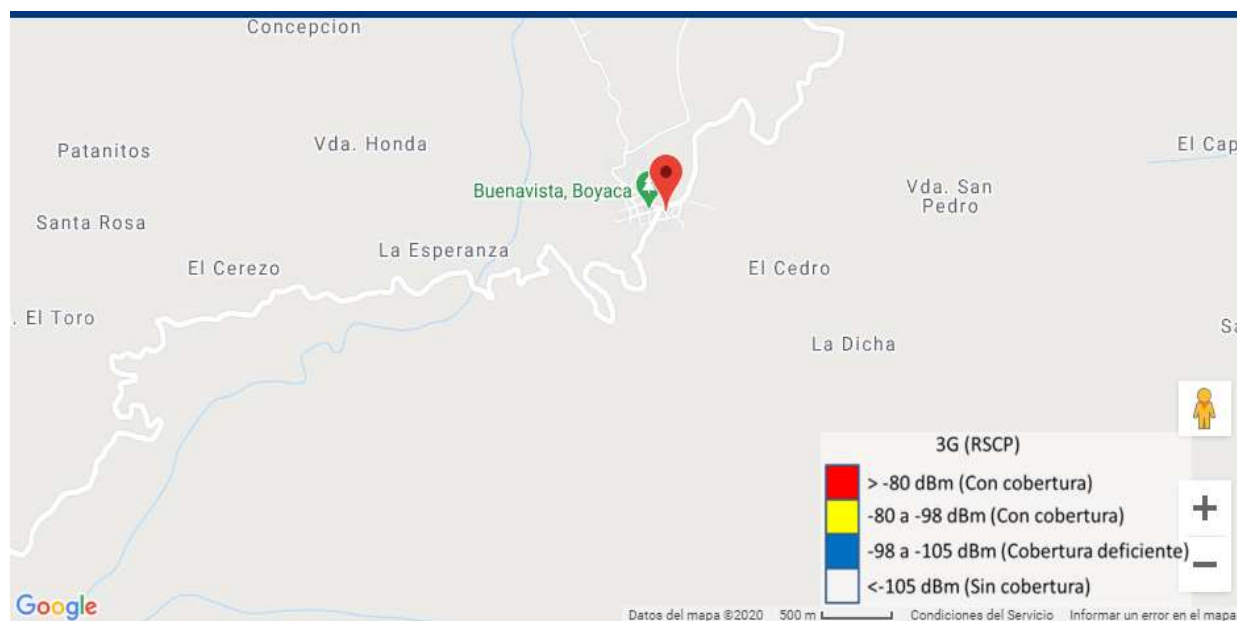 Concepcion
Patanitos
Vda. Honda
El Cap
Buenavista, Boyaca
Vda. San
Pedro
Santa Rosa
La Esperanza
El Cerezo
El Cedro
. El Toro
Sa
La Dicha
3G (RSCP)
> -80 dBm (Con cobertura)
-80 a -98 dBm (Con cobertura)
-98 a -105 dBm (Cobertura deficiente)
<-105 dBm (Sin cobertura)
Google
Datos del mapa ©2020 500 m Condiciones del Servicio Informar un error en el mapa